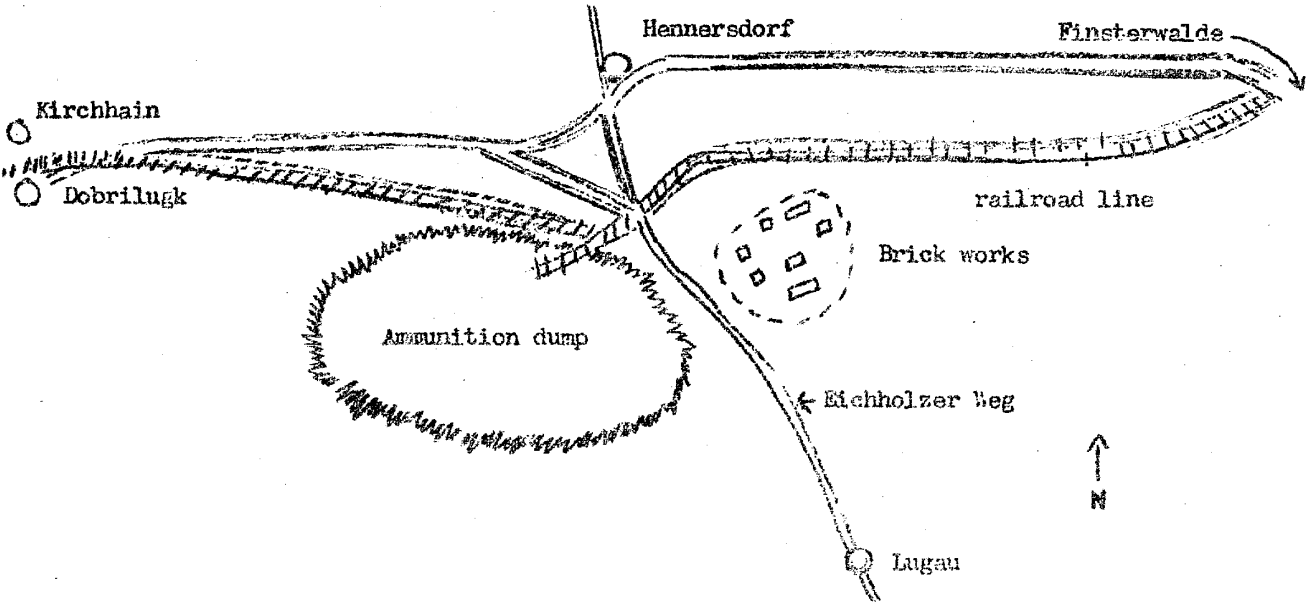 Hennersdorf
Finsterwalde
Kirchhain
Dobrilugk
railroad line
Brick works
Ammunition dump
Eichholzer Weg
N
Lugau